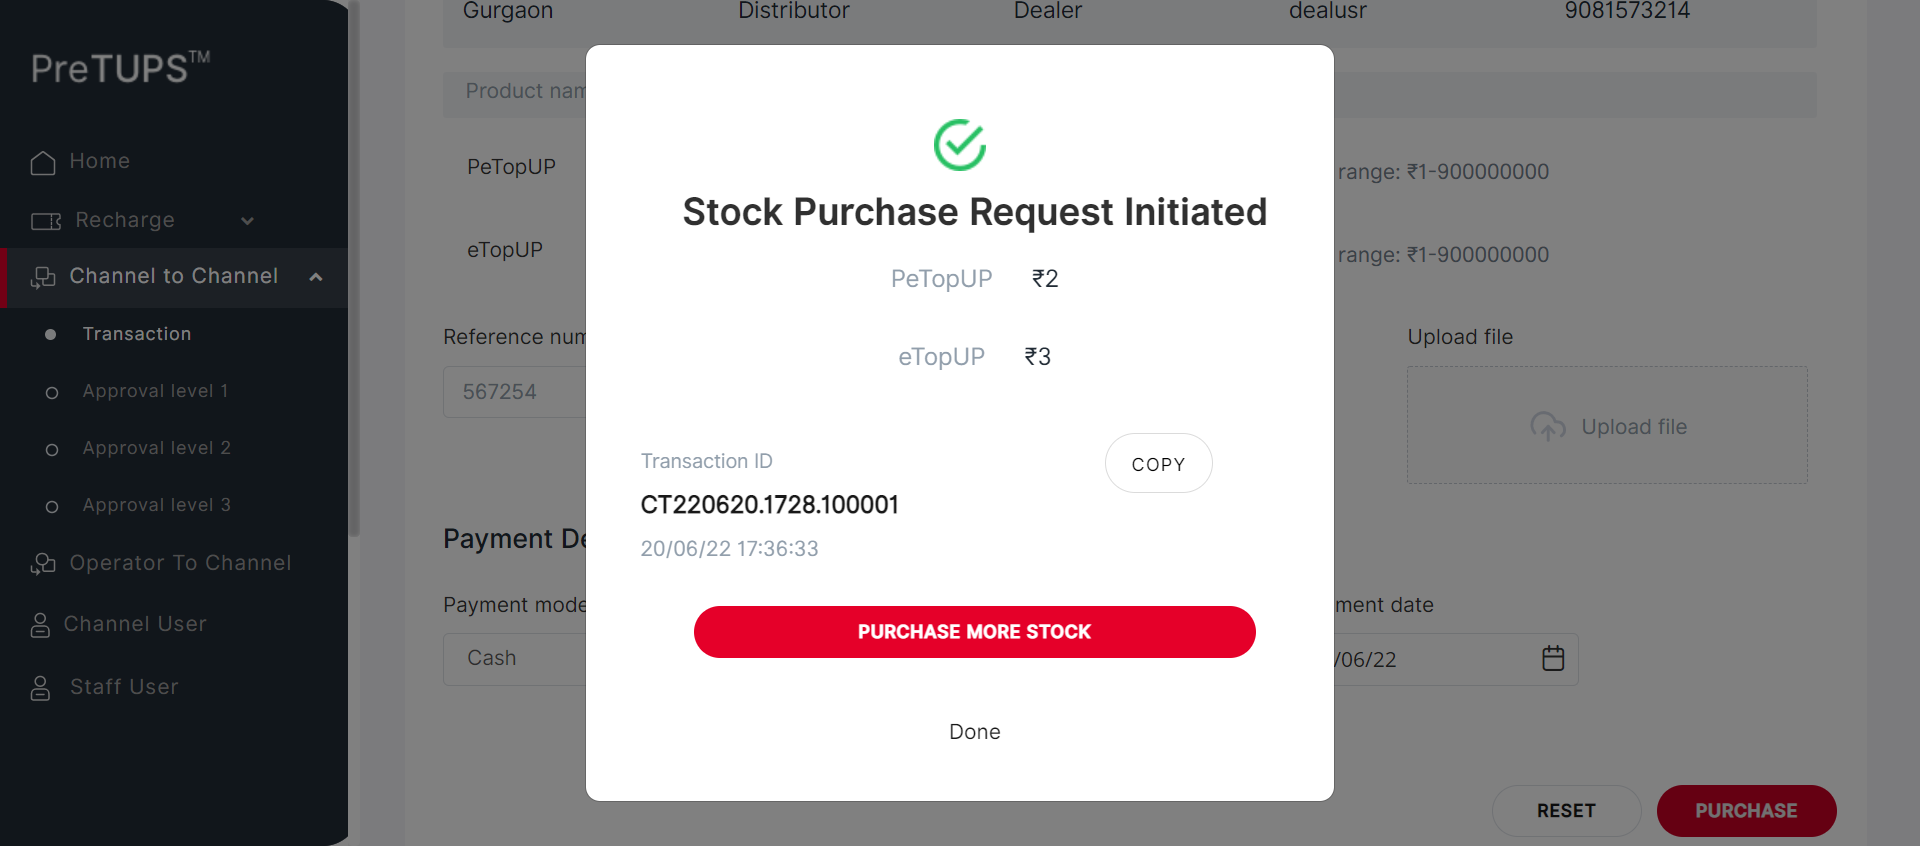 PreTUPS™
Home
Recharge
Channel to Channel
Transaction
Approval level 1
Approval level 2
Approval level 3
Operator To Channel
Channel User
Staff User
Gurgaon Distributor Dealer dealusr 9081573214
Product nam
PeTopUP range: ₹1-900000000
eTopUP range: ₹1-900000000
Reference num Upload file
567254
Upload file
Payment De
Payment mode ment date
Cash /06/22
RESET PURCHASE
Stock Purchase Request Initiated
PeTopUP ₹2
eTopUP ₹3
Transaction ID
COPY
CT220620.1728.100001
20/06/22 17:36:33
PURCHASE MORE STOCK
Done